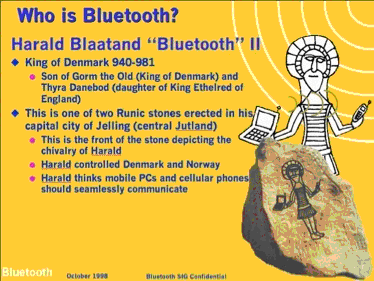 Who is Bluetooth?
Harald Blaatand “Bluetooth” II
King of Denmark 940-981
Son of Gorm the Old (King of Denmark) and
Thyra Danebod (daughter of King Ethelred of
England)
This is one of two Runic stones erected in his
capital city of Jelling (central Jutland)
This is the front of the stone depicting the
chivalry of Harald
Harald controlled Denmark and Norway
Harald thinks mobile PCs and cellular phones
should seamlessly communicate
Bluetooth
October 1998
Bluetooth SIG Confidential